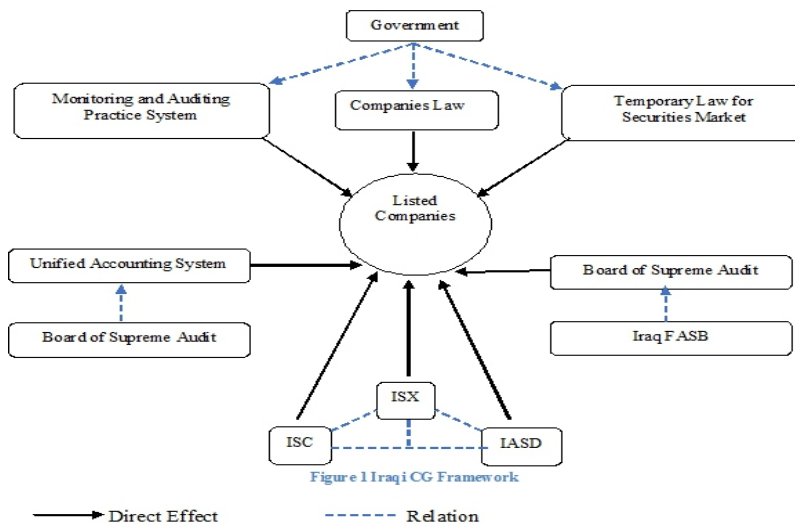 Government
Monitoring and Auditing
Practice System
Companies Law
Temporary Law for
Securities Market
Listed
Companies
Unified Accounting System
Board of Supreme Audit
Board of Supreme Audit
Iraq FASB
ISX
ISC
IASD
Figure 1 Iraqi CG Framework
Direct Effect
Relation